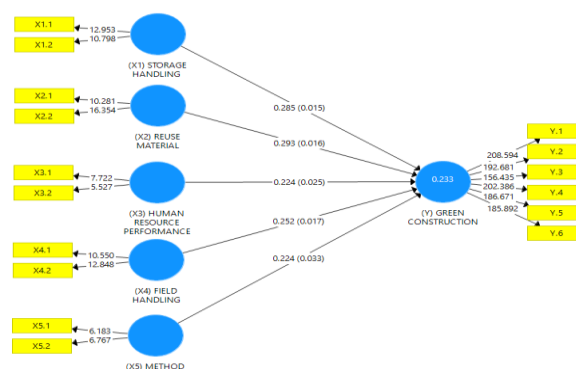 X1.1
12.953
X1.2
10.798
(X1) STORAGE
HANDLING
0.285 (0.015)
X2.1
10.281
X2.2
16.354
(X2) REUSE
MATERIAL
0.293 (0.016)
X3.1
7.722
X3.2
5.527
(X3) HUMAN
RESOURCE
PERFORMANCE
0.224 (0.025)
X4.1
10.550
X4.2
12.848
(X4) FIELD
HANDLING
0.252 (0.017)
X5.1
6.183
X5.2
6.767
(X5) METHOD
0.224 (0.033)
0.233
(Y) GREEN
CONSTRUCTION
208.594
192.681
156.435
202.386
186.671
185.892
Y.1
Y.2
Y.3
Y.4
Y.5
Y.6